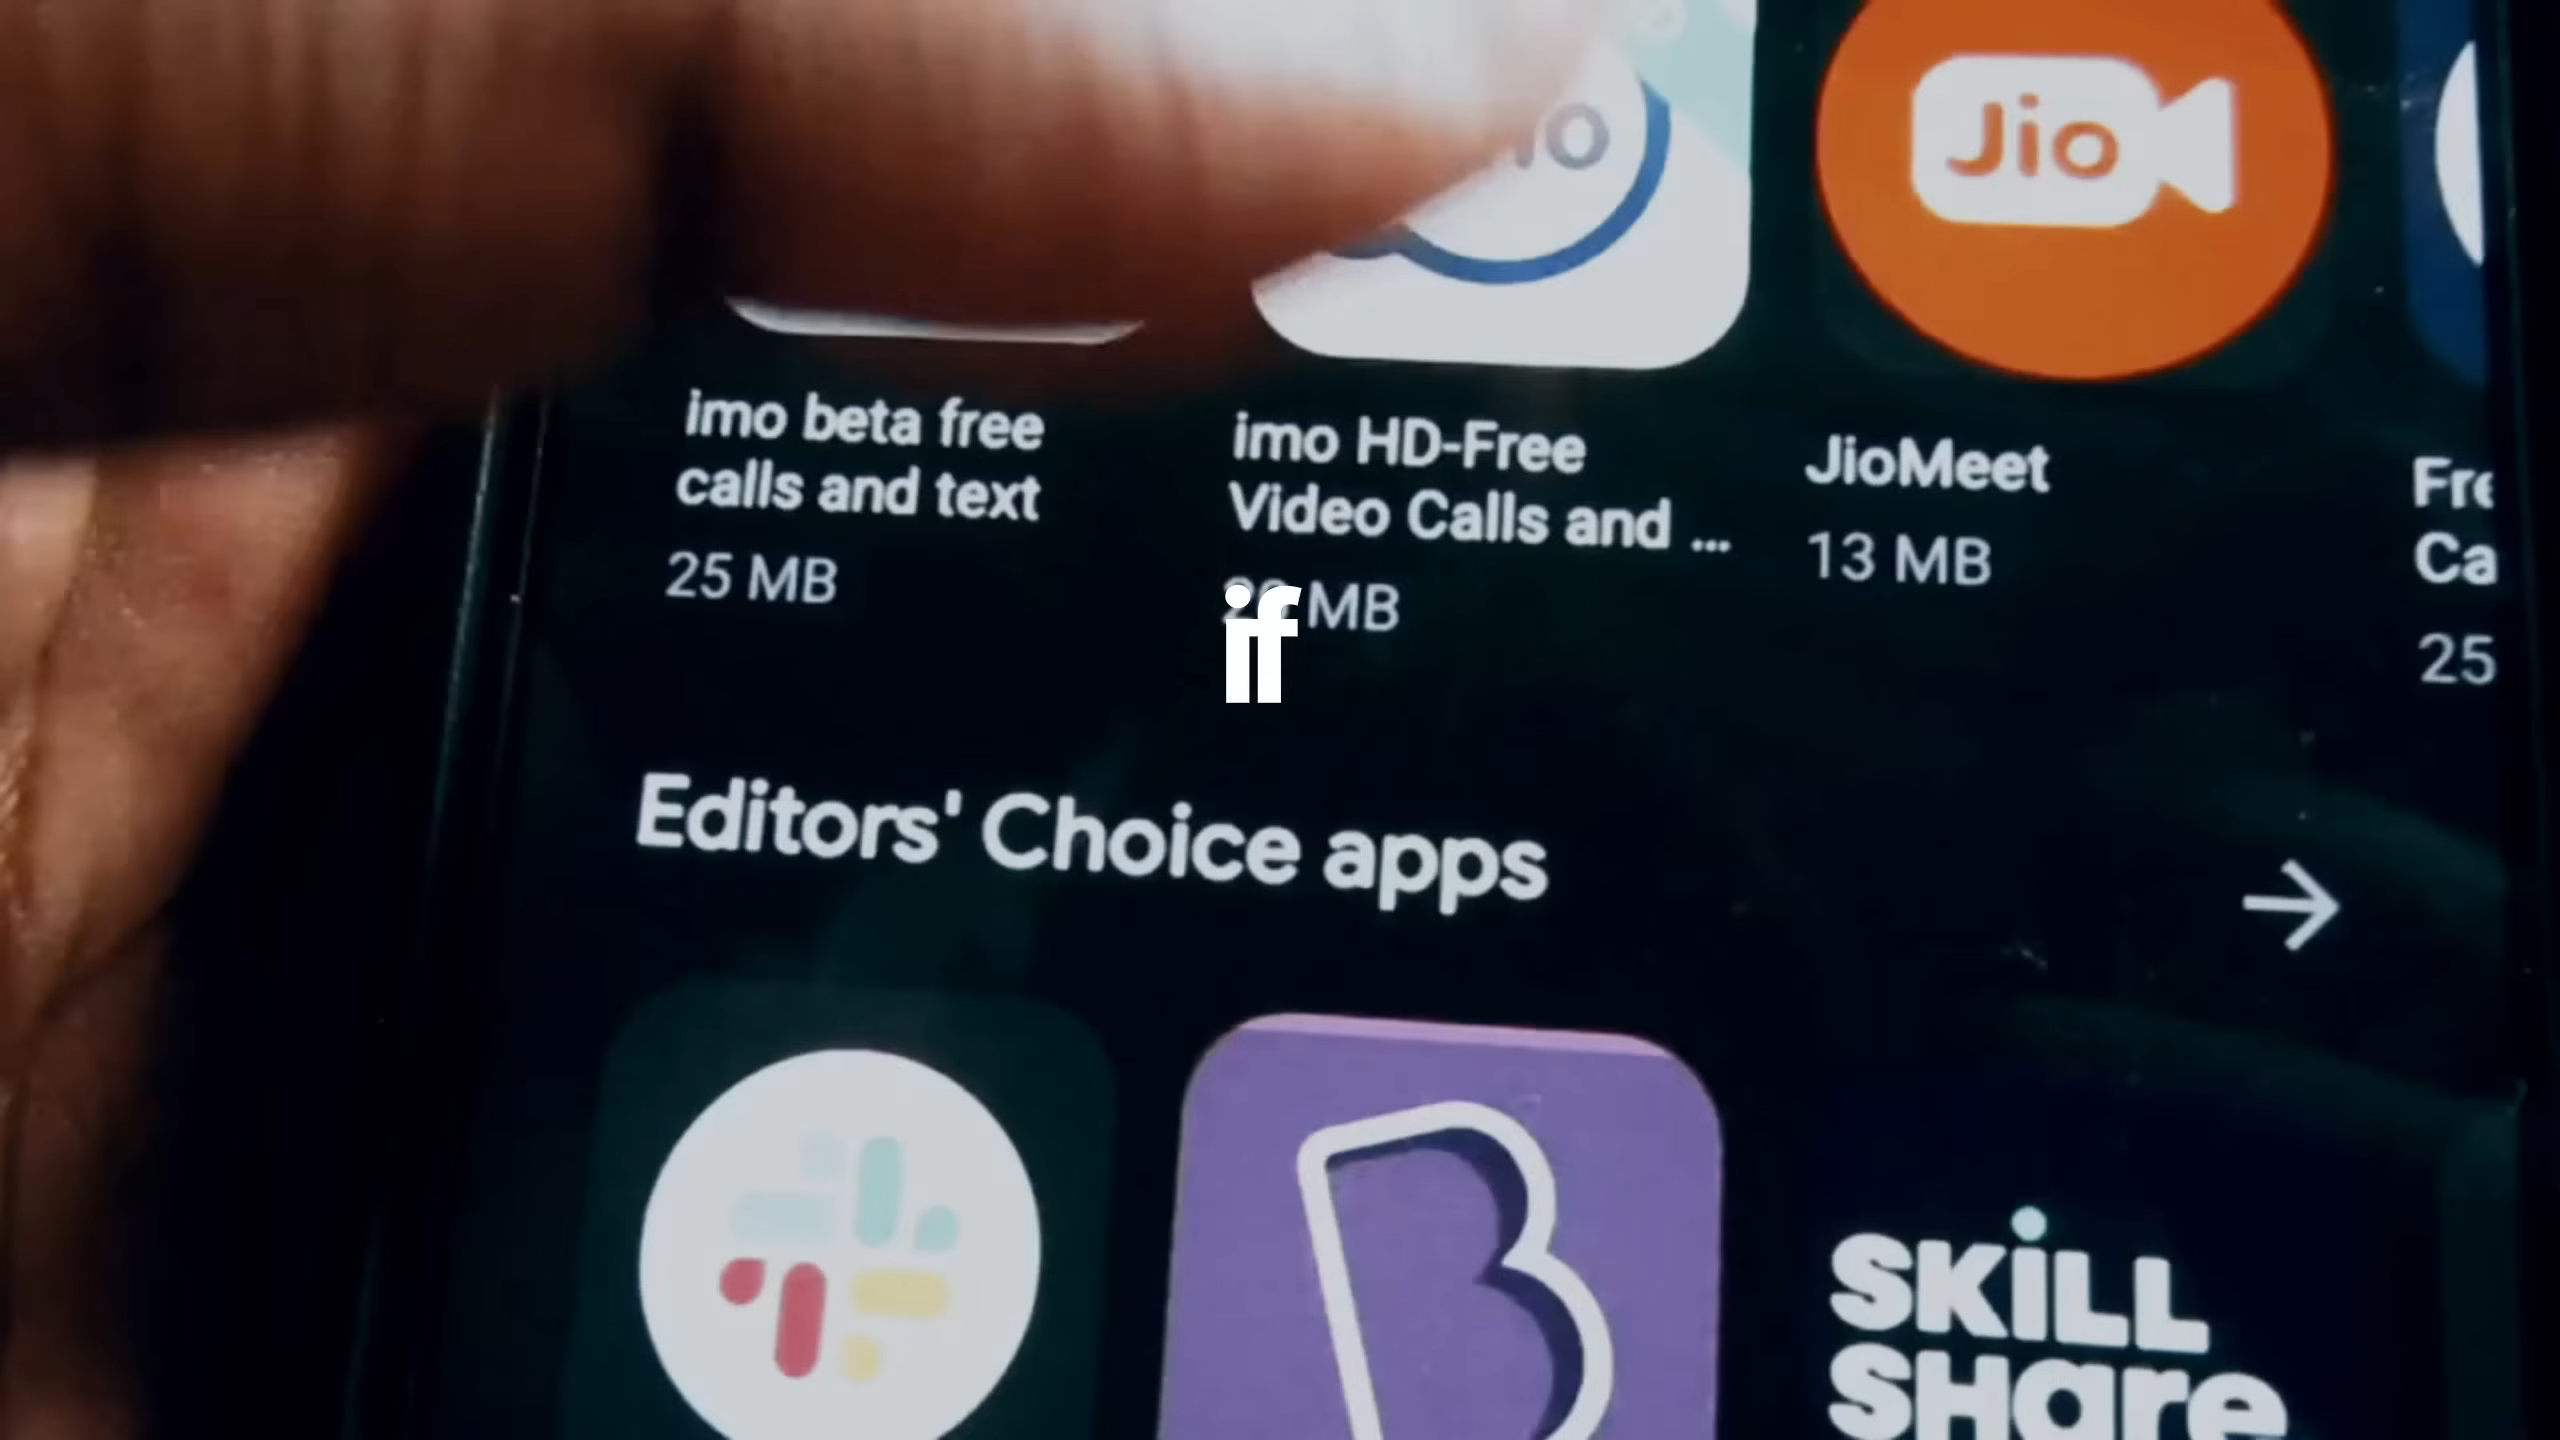 Jio
imo beta free
calls and text
25 MB
imo HD-Free
Video Calls and ...
MB
JioMeet
13 MB
25
if
Editors' Choice apps
SKiLL
SHare